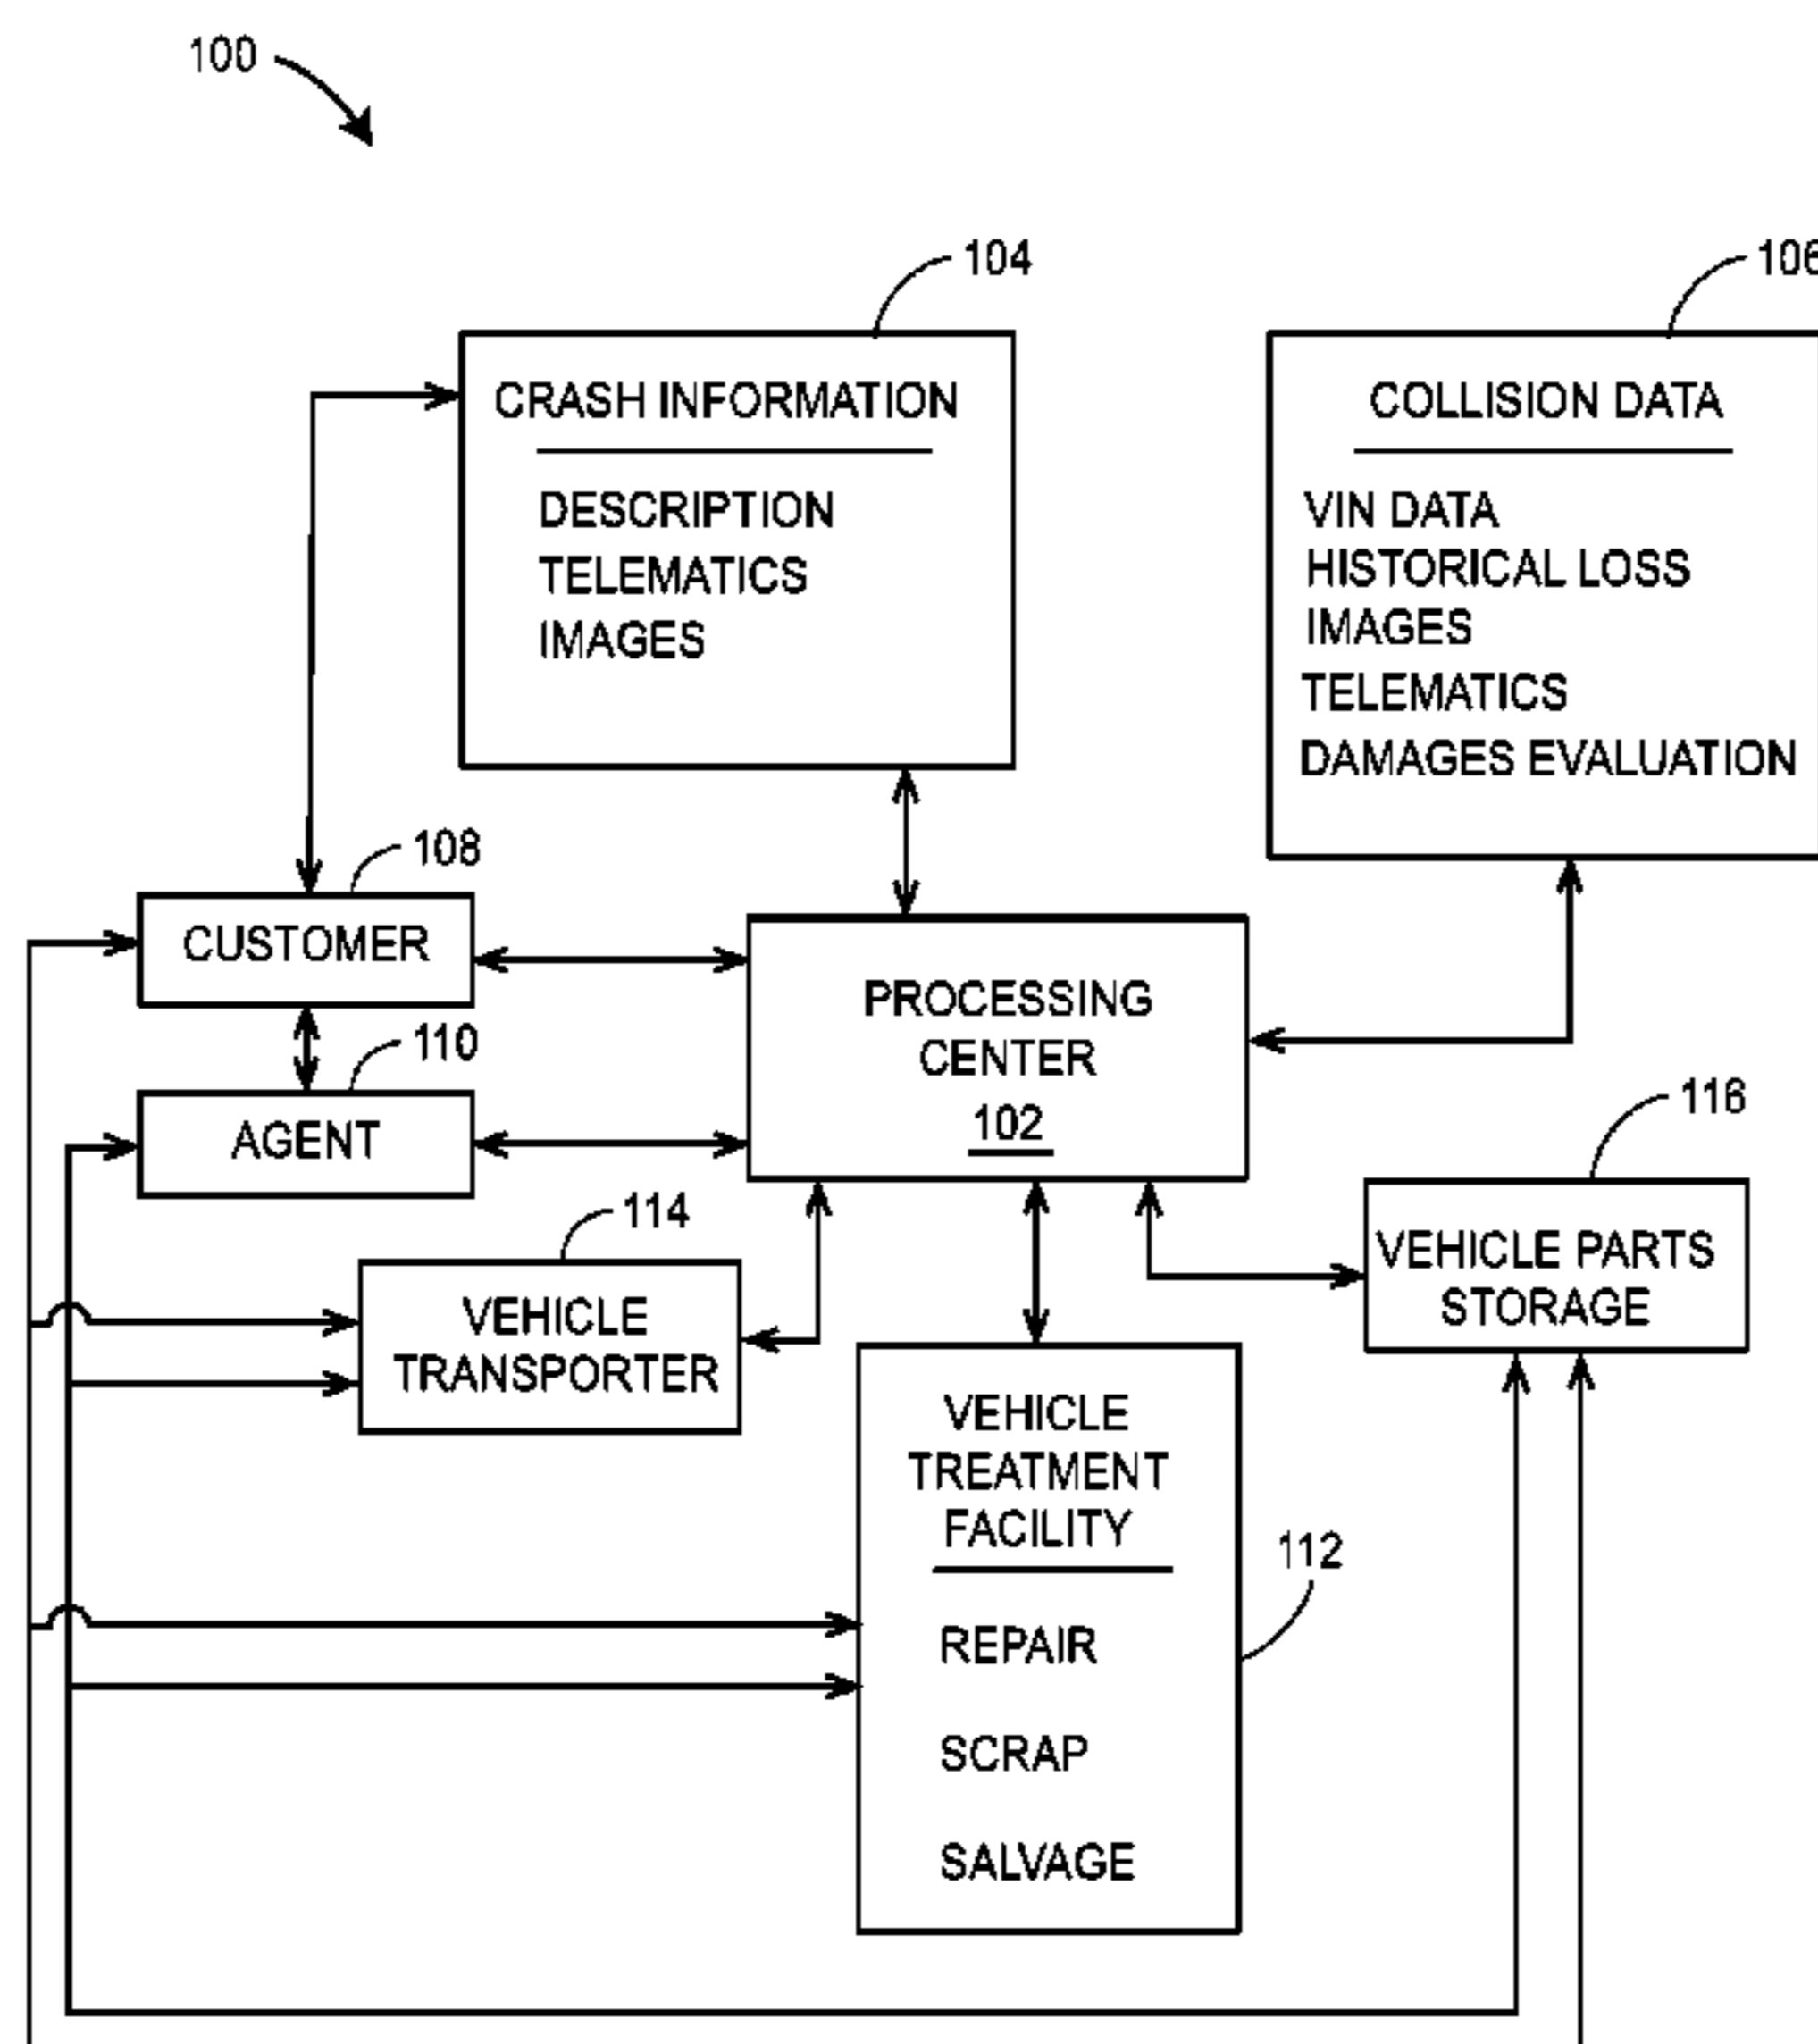 100
104
106
CRASH INFORMATION
DESCRIPTION
TELEMATICS
IMAGES
COLLISION DATA
VIN DATA
HISTORICAL LOSS
IMAGES
TELEMATICS
DAMAGES EVALUATION
108
CUSTOMER
110
AGENT
PROCESSING
CENTER
102
116
VEHICLE PARTS
STORAGE
114
VEHICLE
TRANSPORTER
VEHICLE
TREATMENT
FACILITY
112
REPAIR
SCRAP
SALVAGE